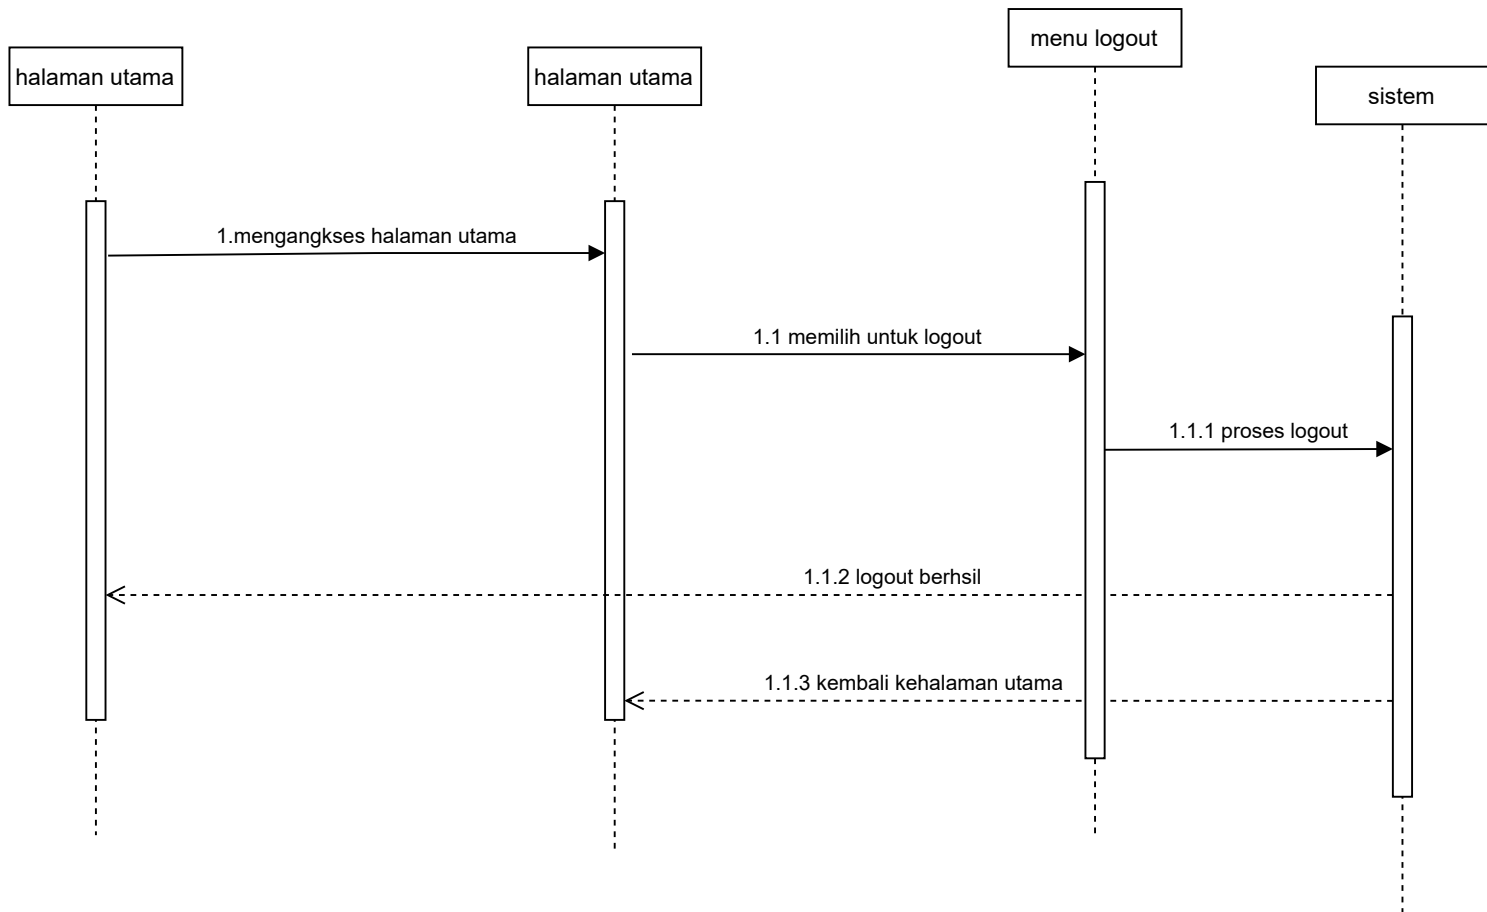 menu logout
halaman utama
halaman utama
sistem
1.mengangkses halaman utama
1.1 memilih untuk logout
1.1.1 proses logout
1.1.2 logout berhsil
1.1.3 kembali kehalaman utama